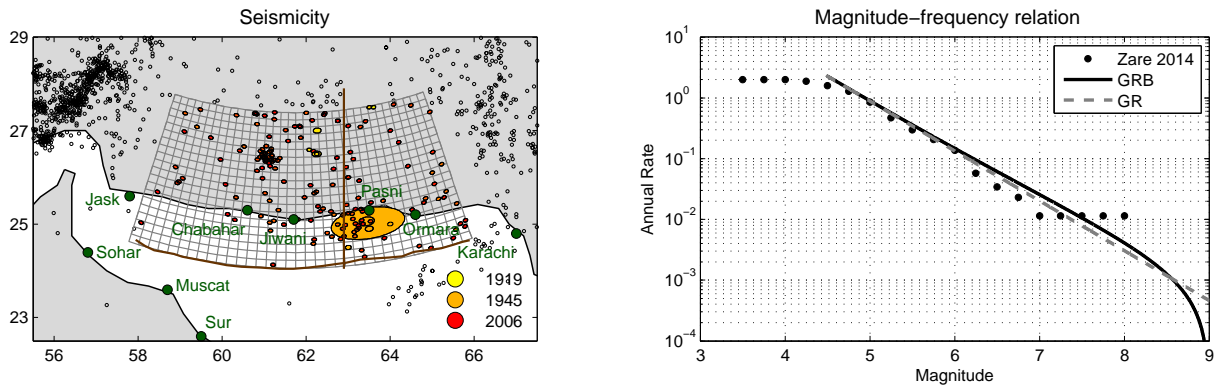 Seismicity
29
27
25
23
56
58
60
62
64
66
Jask
Chabahar
Jiwani
Pasni
Ormara
Karachi
Sohar
Muscat
Sur
1919
1945
2006
Magnitude−frequency relation
Annual Rate
10^1
10^0
10^−1
10^−2
10^−3
10^−4
3
4
5
6
7
8
9
Magnitude
Zare 2014
GRB
GR